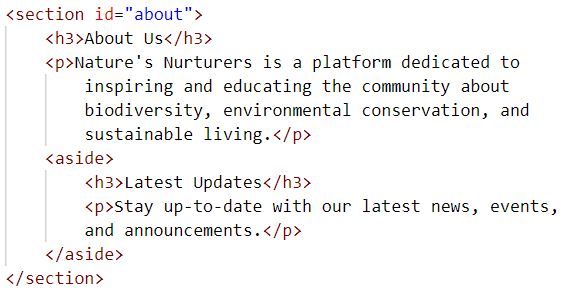 <section id="about">
<h3>About Us</h3>
<p>Nature's Nurturers is a platform dedicated to
inspiring and educating the community about
biodiversity, environmental conservation, and
sustainable living.</p>
<aside>
<h3>Latest Updates</h3>
<p>Stay up-to-date with our latest news, events,
and announcements.</p>
</aside>
</section>